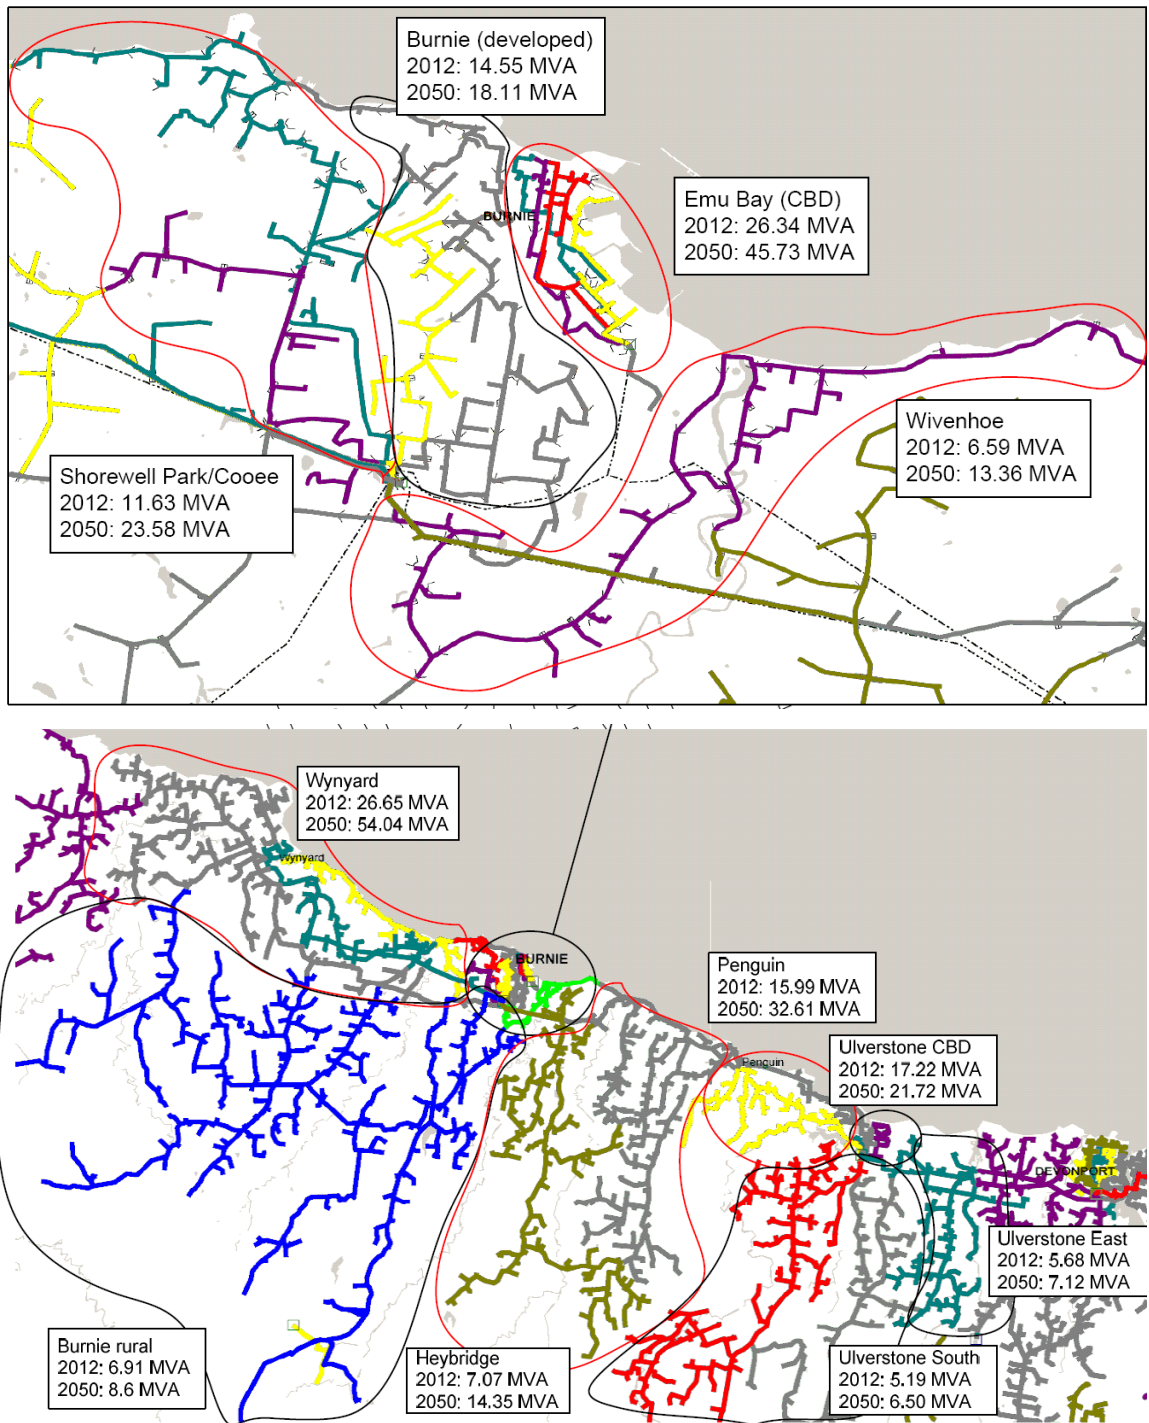 Burnie (developed)
2012: 14.55 MVA
2050: 18.11 MVA
Emu Bay (CBD)
2012: 26.34 MVA
2050: 45.73 MVA
BURNIE
Wivenhoe
2012: 6.59 MVA
2050: 13.36 MVA
Shorewell Park/Cooee
2012: 11.63 MVA
2050: 23.58 MVA
Wynyard
2012: 26.65 MVA
2050: 54.04 MVA
Wynyard
BURNIE
Penguin
2012: 15.99 MVA
2050: 32.61 MVA
Penguin
Ulverstone CBD
2012: 17.22 MVA
2050: 21.72 MVA
DEVONPORT
Ulverstone East
2012: 5.68 MVA
2050: 7.12 MVA
Burnie rural
2012: 6.91 MVA
2050: 8.6 MVA
Heybridge
2012: 7.07 MVA
2050: 14.35 MVA
Ulverstone South
2012: 5.19 MVA
2050: 6.50 MVA